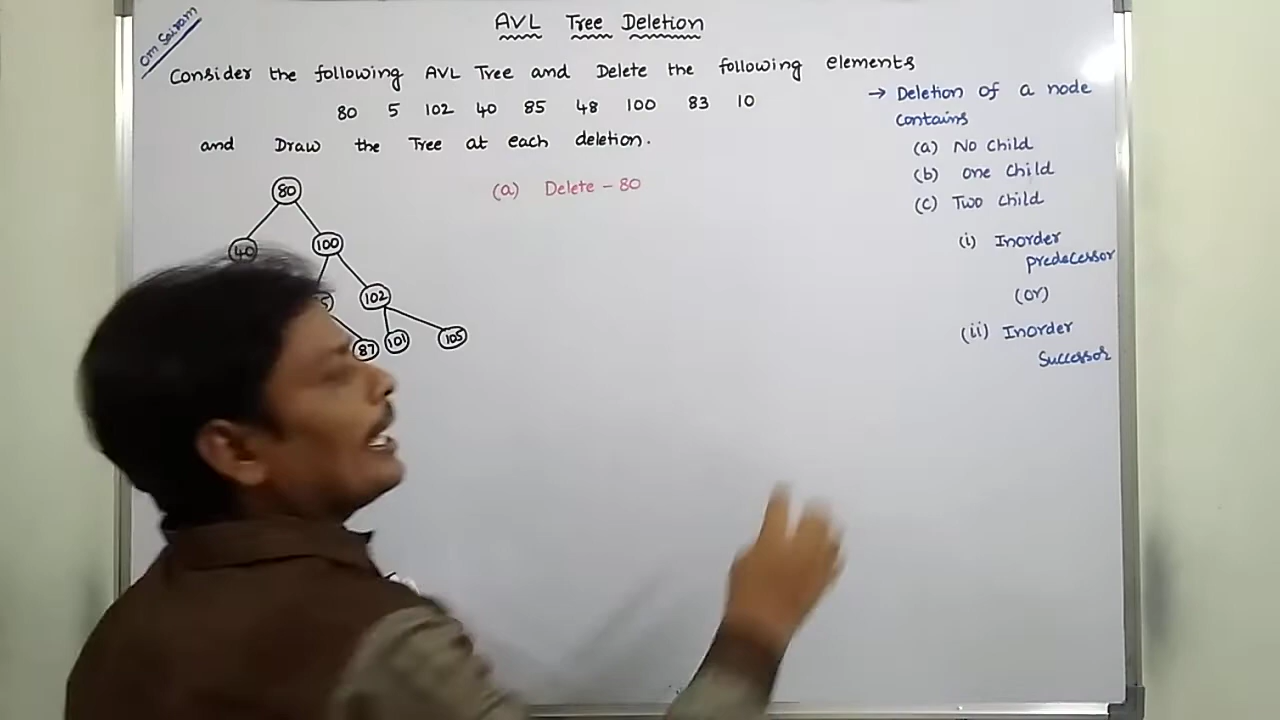 Om Sairam
AVL Tree Deletion
Consider the following AVL Tree and Delete the following elements
80 5 102 40 85 48 100 83 10
and Draw the Tree at each deletion.
(a) Delete - 80
80
40 100
102
87 101 105
→ Deletion of a node
contains
(a) No child
(b) one child
(c) Two child
(i) Inorder
predecessor
(or)
(ii) Inorder
Successor